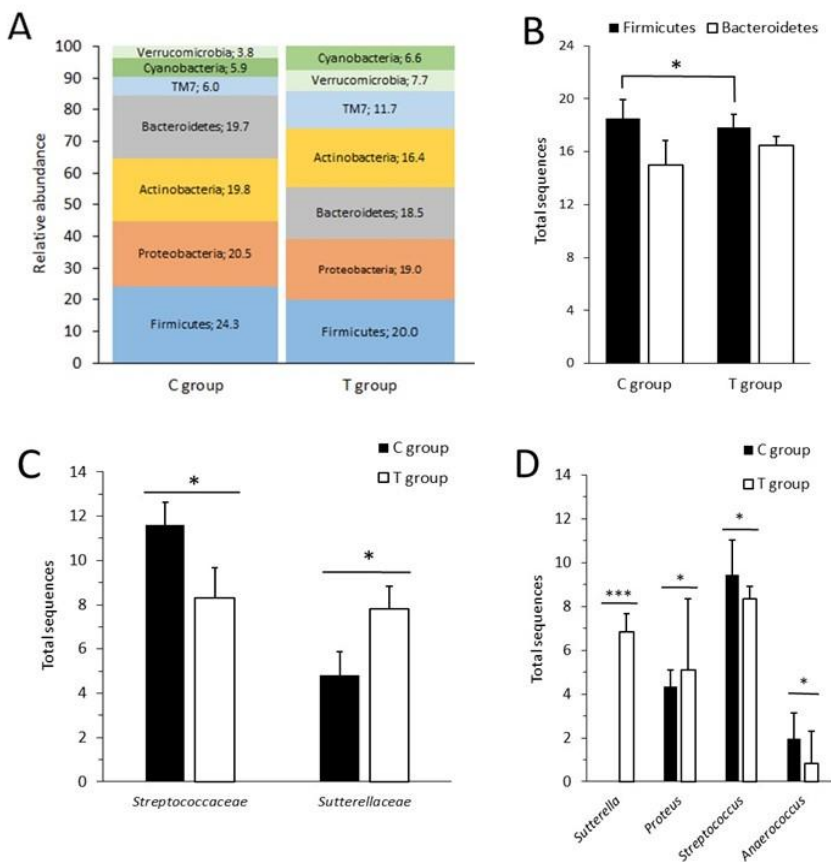 A
Relative abundance
100
90
80
70
60
50
40
30
20
10
0
Verrucomicrobia; 3.8
Cyanobacteria; 5.9
TM7; 6.0
Bacteroidetes; 19.7
Actinobacteria; 19.8
Proteobacteria; 20.5
Firmicutes; 24.3
Cyanobacteria; 6.6
Verrucomicrobia; 7.7
TM7; 11.7
Actinobacteria; 16.4
Bacteroidetes; 18.5
Proteobacteria; 19.0
Firmicutes; 20.0
C group
T group
B
Firmicutes
Bacteroidetes
Total sequences
24
20
16
12
8
4
0
*
C group
T group
C
C group
T group
Total sequences
14
12
10
8
6
4
2
0
*
*
Streptococcaceae
Sutterellaceae
D
C group
T group
Total sequences
14
12
10
8
6
4
2
0
***
*
*
*
Sutterella
Proteus
Streptococcus
Anaerococcus